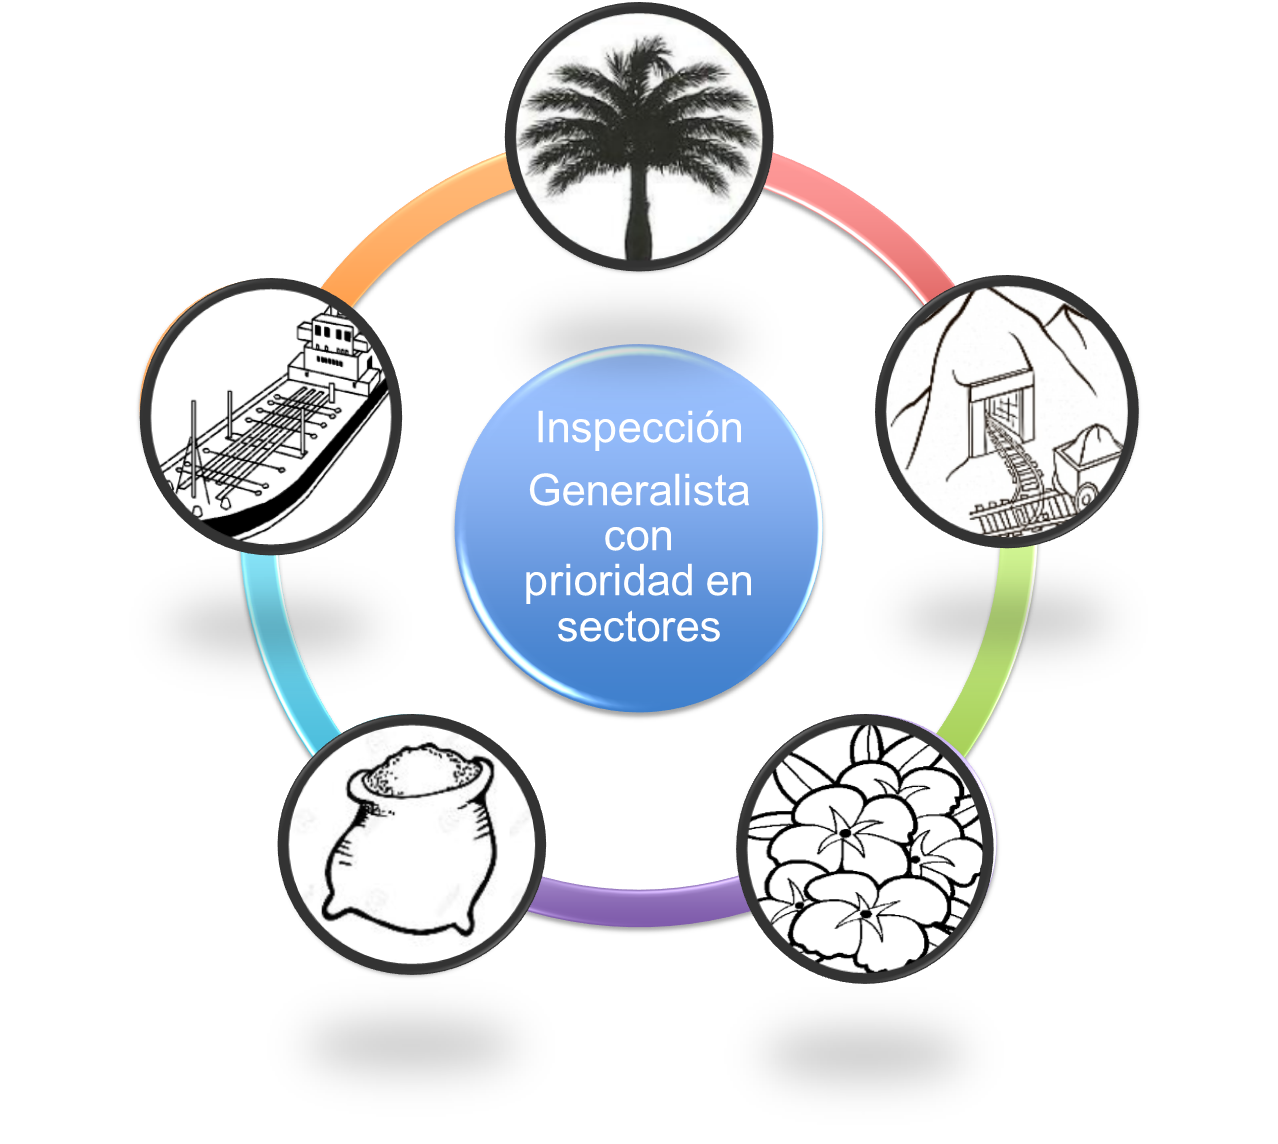 Inspección
Generalista
con
prioridad en
sectores